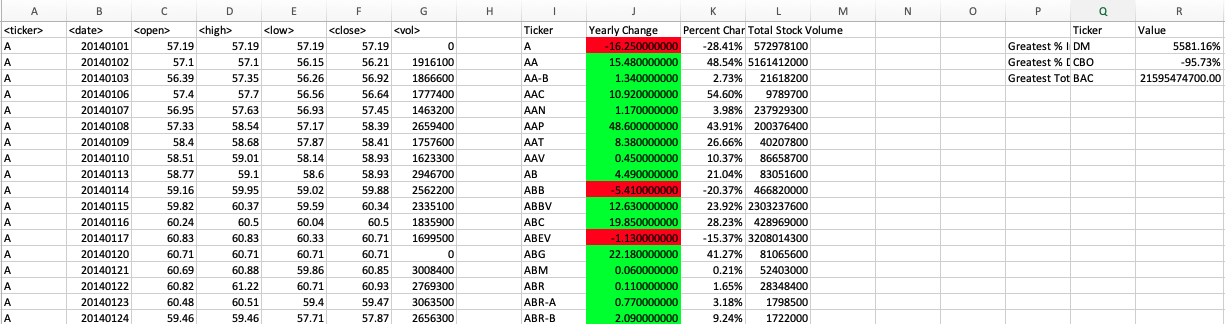 A B C D E F G H I J K L M N O P Q R
<ticker> <date> <open> <high> <low> <close> <vol> Ticker Yearly Change Percent Char Total Stock Volume Ticker Value
A 20140101 57.19 57.19 57.19 57.19 0 A -16.250000000 -28.41% 572978100 Greatest % I DM 5581.16%
A 20140102 57.1 57.1 56.15 56.21 1916100 AA 15.480000000 48.54% 5161412000 Greatest % D CBO -95.73%
A 20140103 56.39 57.35 56.26 56.92 1866600 AA-B 1.340000000 2.73% 21618200 Greatest Tot BAC 21595474700.00
A 20140106 57.4 57.7 56.56 56.64 1777400 AAC 10.920000000 54.60% 9789700
A 20140107 56.95 57.63 56.93 57.45 1463200 AAN 1.170000000 3.98% 237929300
A 20140108 57.33 58.54 57.17 58.39 2659400 AAP 48.600000000 43.91% 200376400
A 20140109 58.4 58.68 57.87 58.41 1757600 AAT 8.380000000 26.66% 40207800
A 20140110 58.51 59.01 58.14 58.93 1623300 AAV 0.450000000 10.37% 86658700
A 20140113 58.77 59.1 58.6 58.93 2946700 AB 4.490000000 21.04% 83051600
A 20140114 59.16 59.95 59.02 59.88 2562200 ABB -5.410000000 -20.37% 466820000
A 20140115 59.82 60.37 59.59 60.34 2335100 ABBV 12.630000000 23.92% 2303237600
A 20140116 60.24 60.5 60.04 60.5 1835900 ABC 19.850000000 28.23% 428969000
A 20140117 60.83 60.83 60.33 60.71 1699500 ABEV -1.130000000 -15.37% 3208014300
A 20140120 60.71 60.71 60.71 60.71 0 ABG 22.180000000 41.27% 81065600
A 20140121 60.69 60.88 59.86 60.85 3008400 ABM 0.060000000 0.21% 52403000
A 20140122 60.82 61.22 60.71 60.93 2769300 ABR 0.110000000 1.65% 28348400
A 20140123 60.48 60.51 59.4 59.47 3063500 ABR-A 0.770000000 3.18% 1798500
A 20140124 59.46 59.46 57.71 57.87 2656300 ABR-B 2.090000000 9.24% 1722000